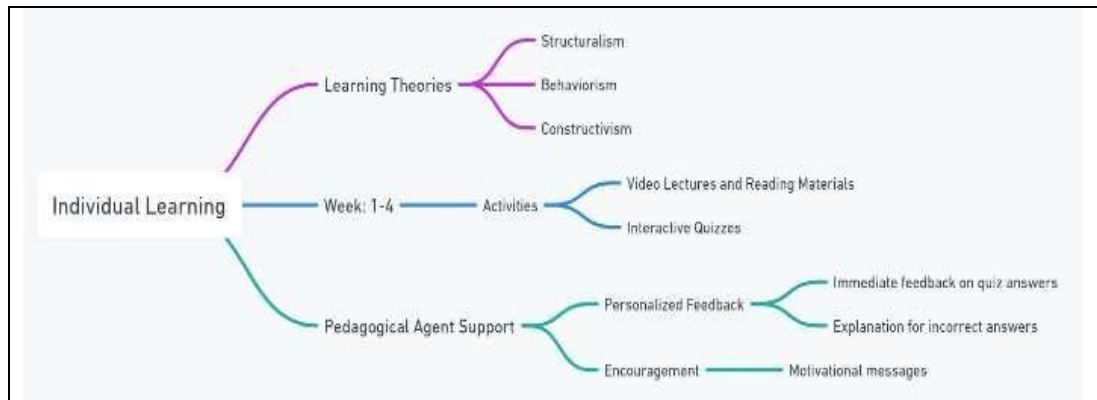 Individual Learning
Learning Theories
Structuralism
Behaviorism
Constructivism
Week: 1-4
Activities
Video Lectures and Reading Materials
Interactive Quizzes
Pedagogical Agent Support
Personalized Feedback
Immediate feedback on quiz answers
Explanation for incorrect answers
Encouragement
Motivational messages